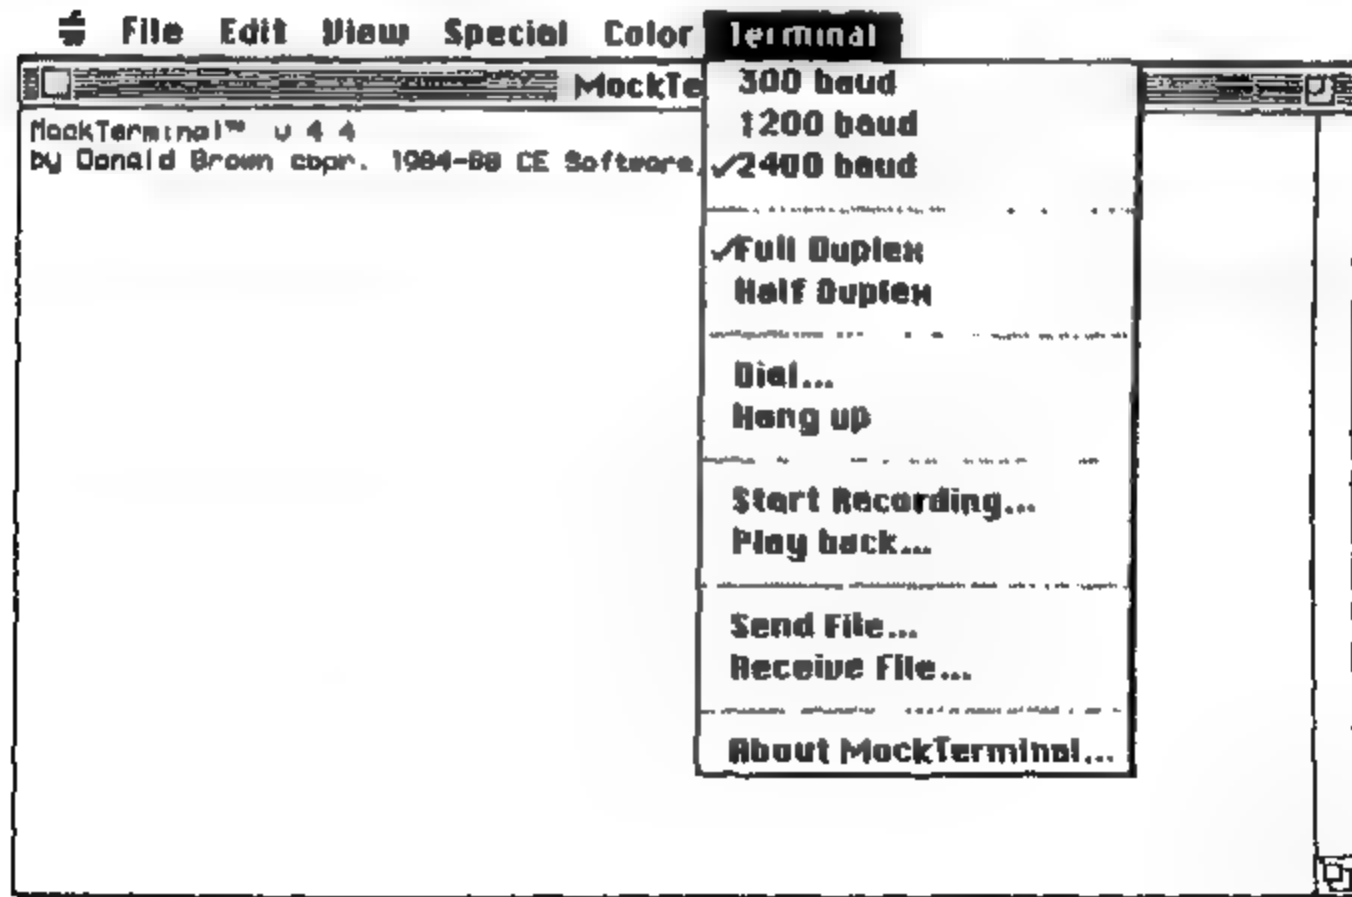 File Edit View Special Color Terminal
MockTe
MockTerminal™ v 4.4
by Donald Brown copr. 1984-88 CE Software,
300 baud
1200 baud
✓2400 baud
✓Full Duplex
Half Duplex
Dial...
Hang up
Start Recording...
Play back...
Send File...
Receive File...
About MockTerminal...